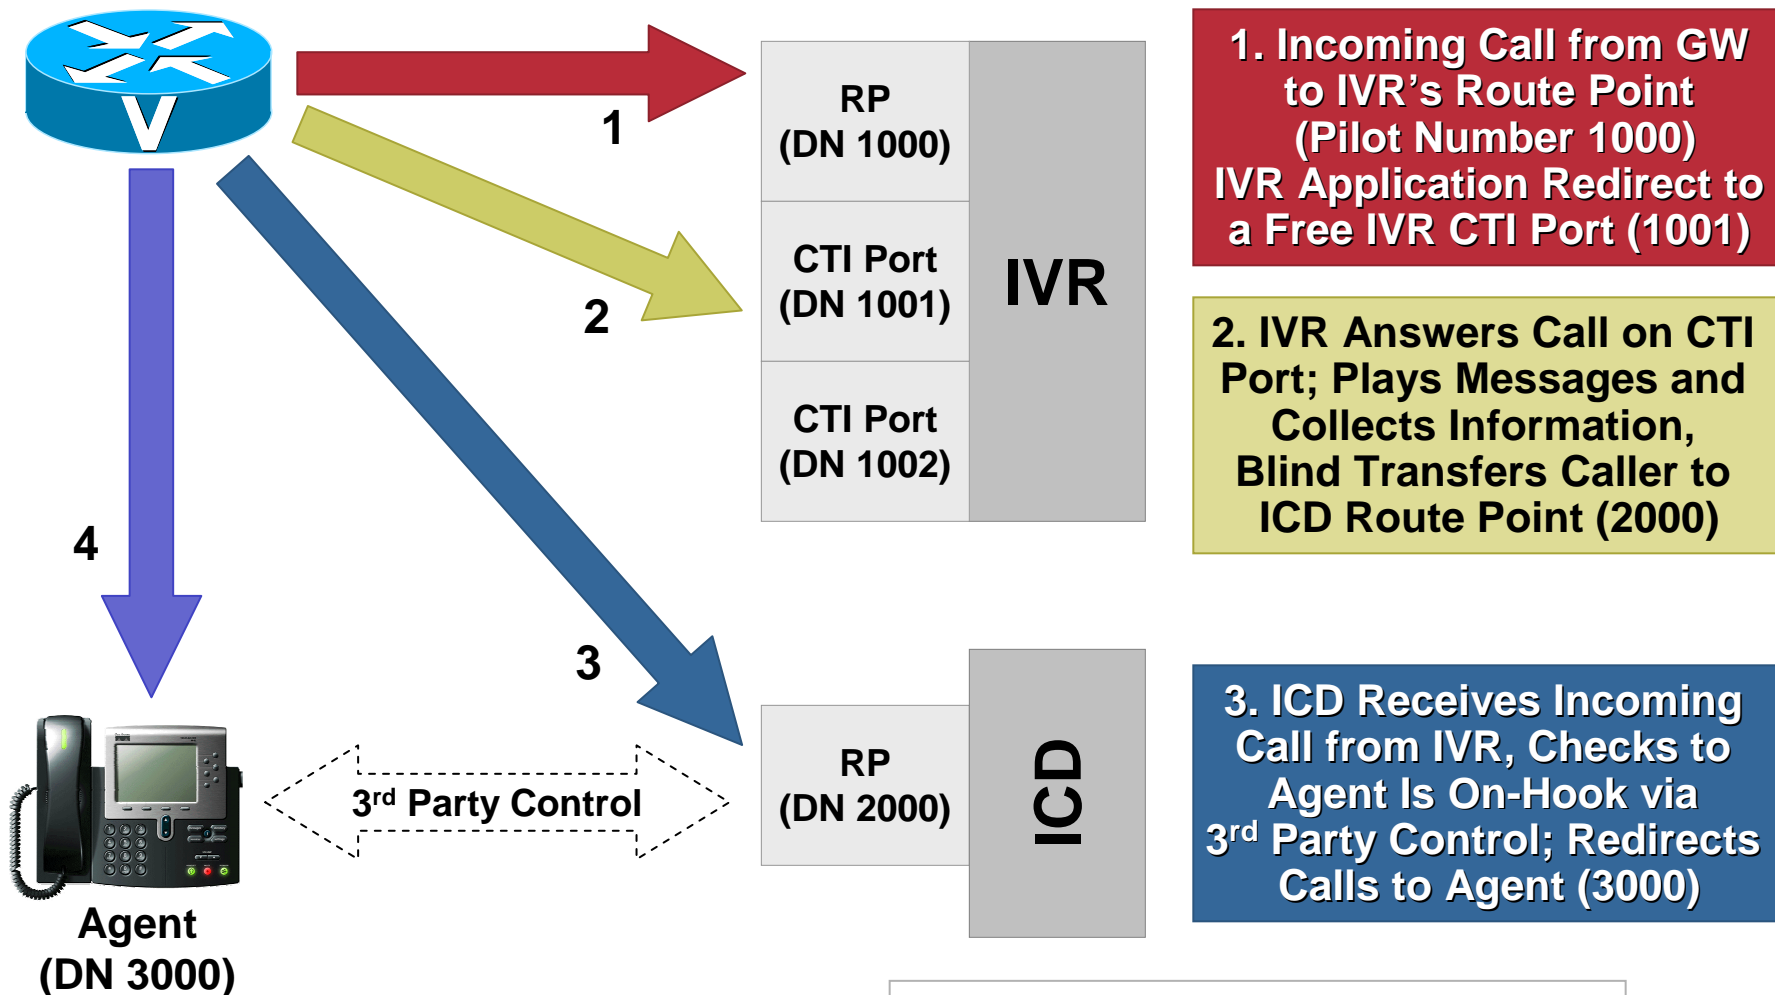 V
1
2
3
4
RP
(DN 1000)
CTI Port
(DN 1001)
CTI Port
(DN 1002)
IVR
1. Incoming Call from GW
to IVR’s Route Point
(Pilot Number 1000)
IVR Application Redirect to
a Free IVR CTI Port (1001)
2. IVR Answers Call on CTI
Port; Plays Messages and
Collects Information,
Blind Transfers Caller to
ICD Route Point (2000)
3rd Party Control
RP
(DN 2000)
ICD
3. ICD Receives Incoming
Call from IVR, Checks to
Agent Is On-Hook via
3rd Party Control; Redirects
Calls to Agent (3000)
Agent
(DN 3000)